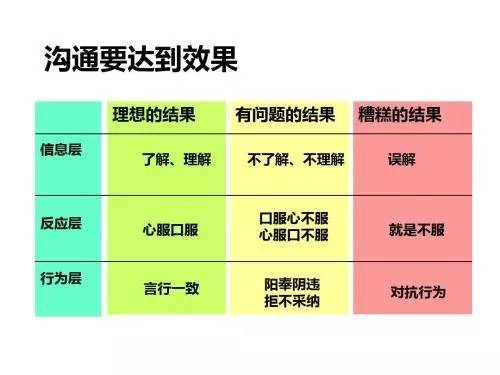 沟通要达到效果
理想的结果 有问题的结果 糟糕的结果
信息层 了解、理解 不了解、不理解 误解
反应层 心服口服 口服心不服 就是不服
心服口不服
行为层 言行一致 阳奉阴违 对抗行为
拒不采纳